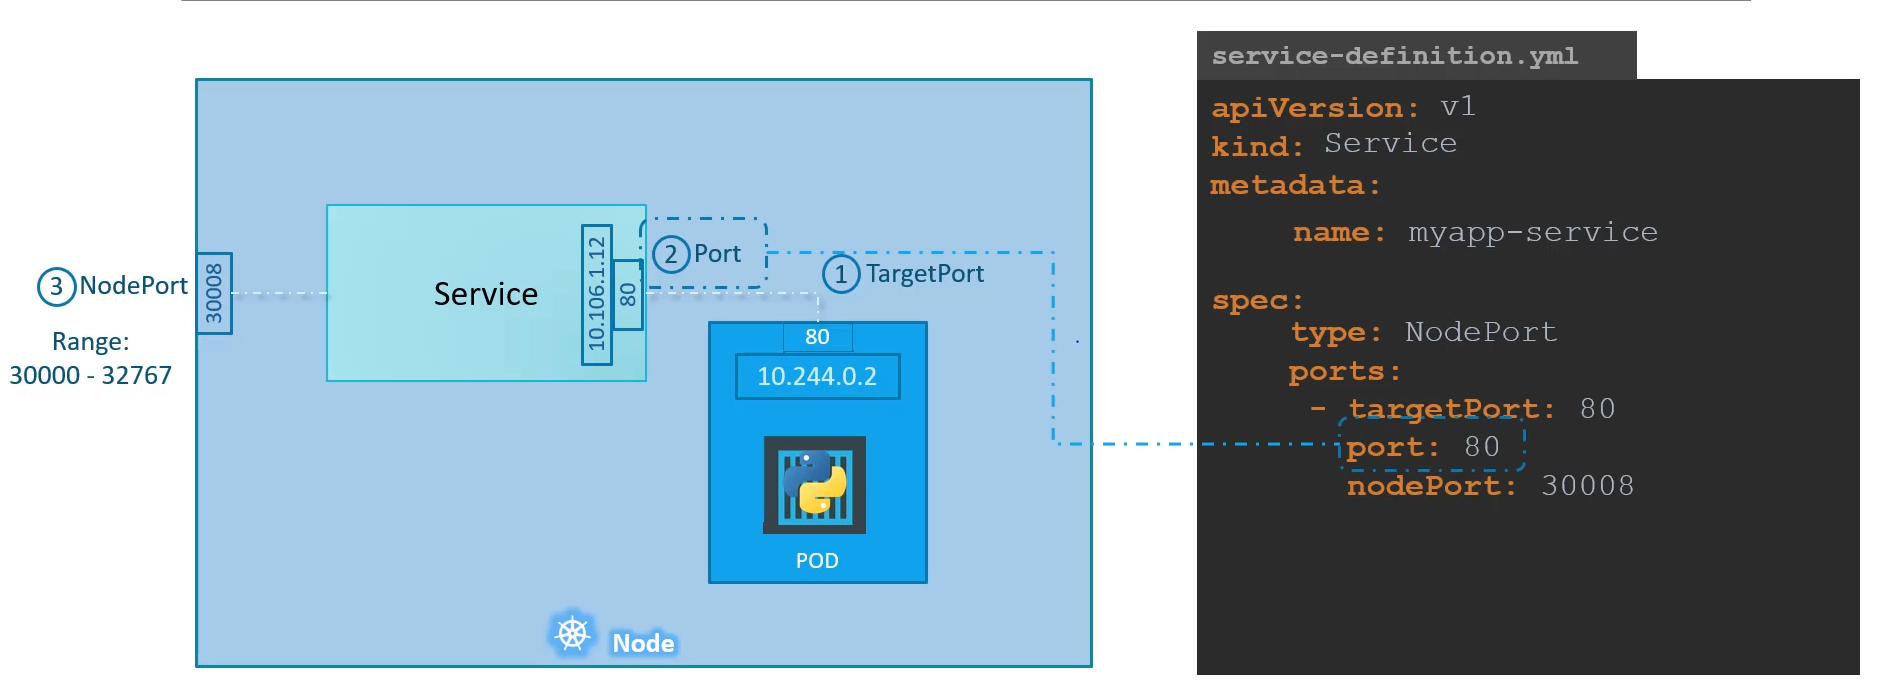 3 NodePort
Range:
30000 - 32767
30008
Service
10.106.1.12
80
2 Port
1 TargetPort
80
10.244.0.2
POD
Node
service-definition.yml
apiVersion: v1
kind: Service
metadata:
name: myapp-service
spec:
type: NodePort
ports:
- targetPort: 80
port: 80
nodePort: 30008